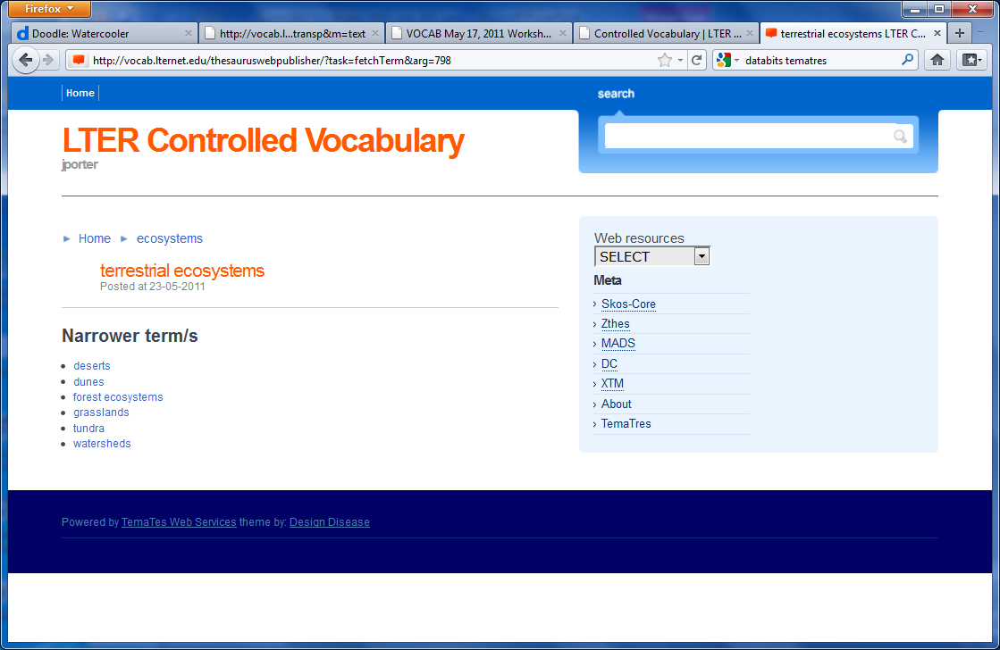 Firefox
Doodle: Watercooler
http://vocab.l...transp&m=text
VOCAB May 17, 2011 Worksh...
Controlled Vocabulary | LTER ...
terrestrial ecosystems LTER C...
http://vocab.lternet.edu/thesauruswebpublisher/?task=fetchTerm&arg=798
databits tematres
Home
search
LTER Controlled Vocabulary
jporter
Home
ecosystems
terrestrial ecosystems
Posted at 23-05-2011
Narrower term/s
deserts
dunes
forest ecosystems
grasslands
tundra
watersheds
Web resources
SELECT
Meta
Skos-Core
Zthes
MADS
DC
XTM
About
TemaTres
Powered by TemaTes Web Services theme by: Design Disease